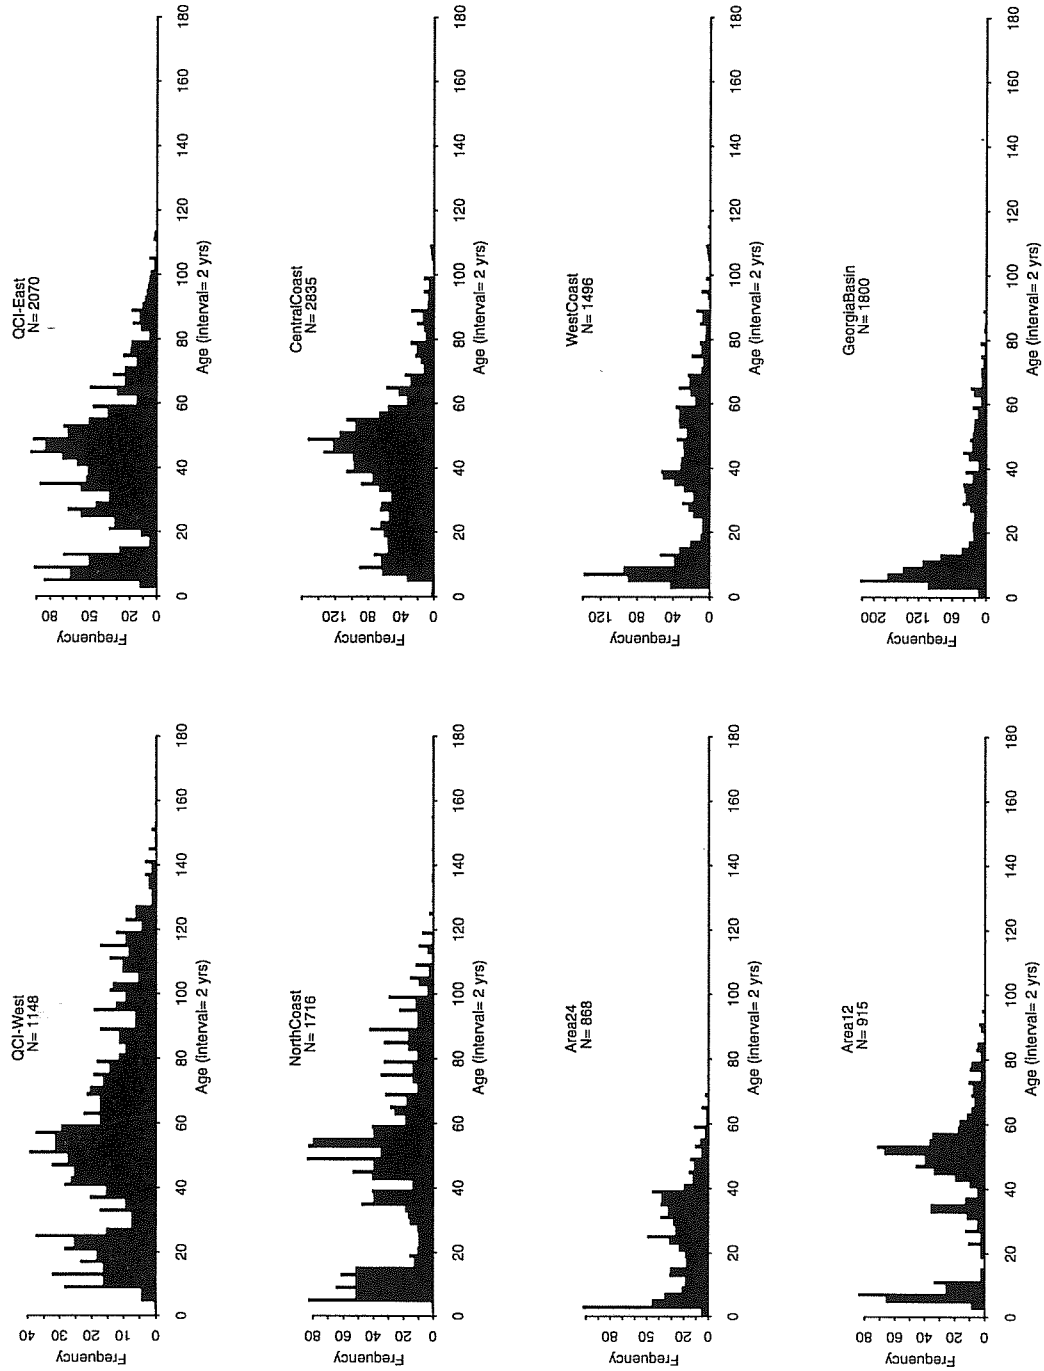 QCI-West
N= 1148
Frequency
0 10 20 30 40
0 20 40 60 80 100 120 140 160 180
Age (interval= 2 yrs)
QCI-East
N= 2070
Frequency
0 20 50 80
0 20 40 60 80 100 120 140 160 180
Age (interval= 2 yrs)
NorthCoast
N= 1716
Frequency
0 20 40 60 80
0 20 40 60 80 100 120 140 160 180
Age (interval= 2 yrs)
CentralCoast
N= 2835
Frequency
0 40 80 120
0 20 40 60 80 100 120 140 160 180
Age (interval= 2 yrs)
Area24
N= 868
Frequency
0 20 50 80
0 20 40 60 80 100 120 140 160 180
Age (interval= 2 yrs)
WestCoast
N= 1496
Frequency
0 40 80 120
0 20 40 60 80 100 120 140 160 180
Age (interval= 2 yrs)
Area12
N= 915
Frequency
0 20 40 60 80
0 20 40 60 80 100 120 140 160 180
Age (interval= 2 yrs)
GeorgiaBasin
N= 1800
Frequency
0 60 120 200
0 20 40 60 80 100 120 140 160 180
Age (interval= 2 yrs)